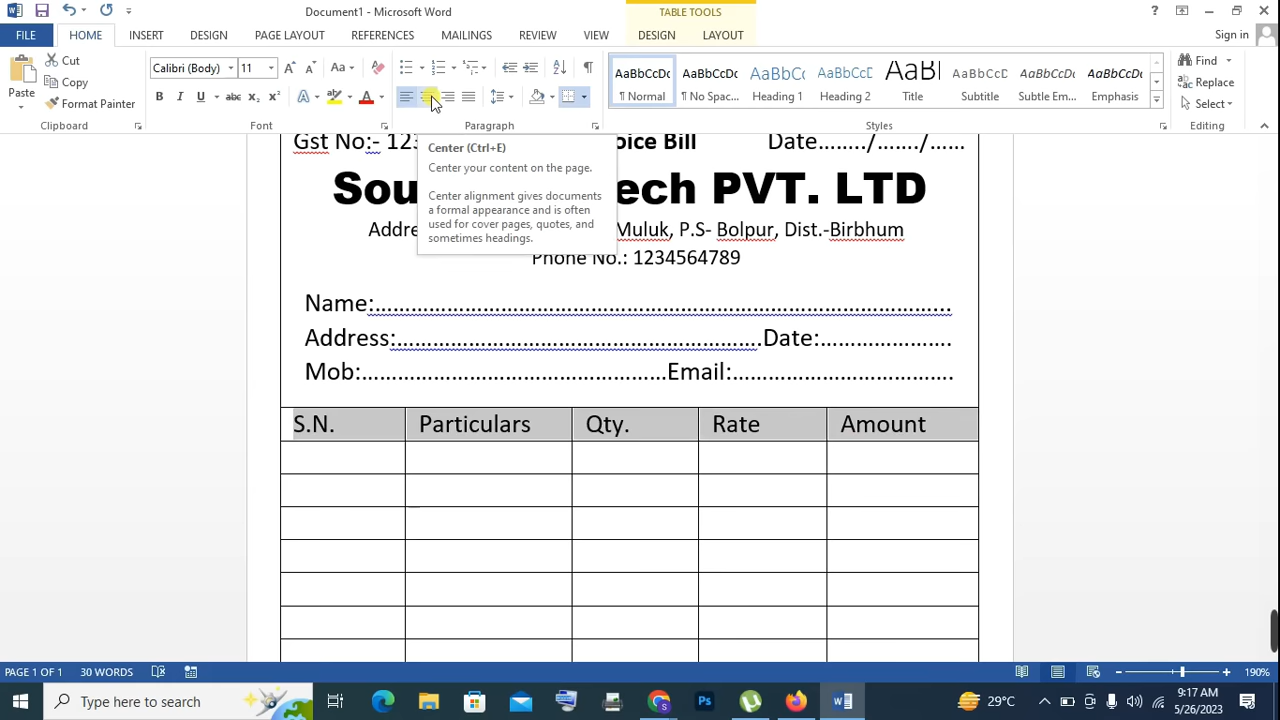 Document1 - Microsoft Word
TABLE TOOLS
Sign in
FILE HOME INSERT DESIGN PAGE LAYOUT REFERENCES MAILINGS REVIEW VIEW DESIGN LAYOUT
Paste
Cut
Copy
Format Painter
Clipboard
Calibri (Body) 11
Font
Paragraph
AaBbCcDc AaBbCcDc AaBbCc AaBbCcC AaBl AaBbCcC AaBbCcDc AaBbCcDc
¶ Normal ¶ No Spac... Heading 1 Heading 2 Title Subtitle Subtle Em... Emphasis
Styles
Find
Replace
Select
Editing
Center (Ctrl+E)
Center your content on the page.
Center alignment gives documents
a formal appearance and is often
used for cover pages, quotes, and
sometimes headings.
Gst No:- 123 oice Bill Date......../......./......
Sou ech PVT. LTD
Addre Muluk, P.S- Bolpur, Dist.-Birbhum
Phone No.: 1234564789
Name:...............................................................................................
Address:............................................................Date:......................
Mob:...................................................Email:.....................................
S.N. Particulars Qty. Rate Amount
PAGE 1 OF 1 30 WORDS 190%
Type here to search
29°C
9:17 AM
5/26/2023